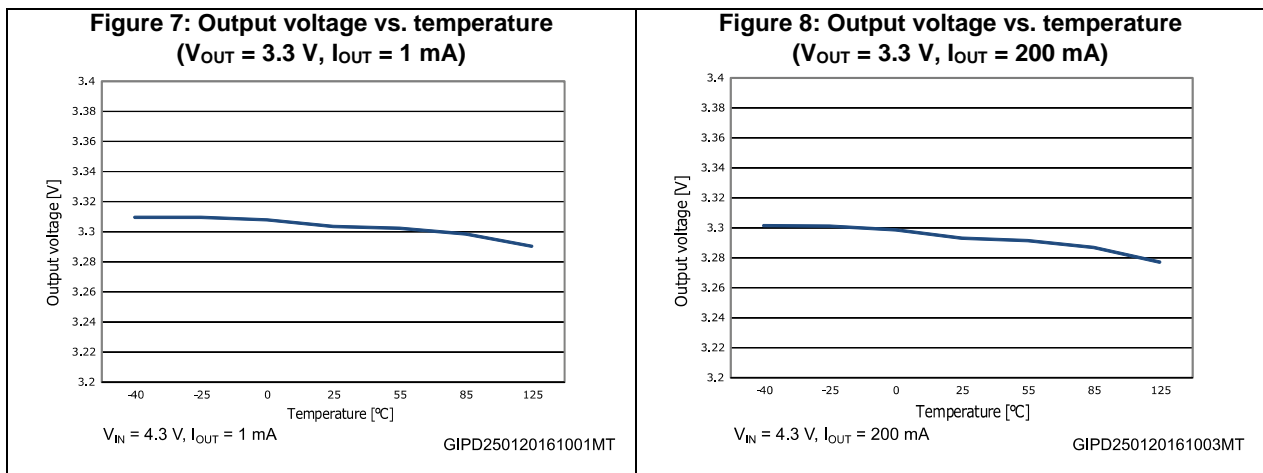 Figure 7: Output voltage vs. temperature
(VOUT = 3.3 V, IOUT = 1 mA)
3.4
3.38
3.36
3.34
3.32
3.3
3.28
3.26
3.24
3.22
3.2
Output voltage [V]
-40 -25 0 25 55 85 125
Temperature [ºC]
VIN = 4.3 V, IOUT = 1 mA
GIPD250120161001MT
Figure 8: Output voltage vs. temperature
(VOUT = 3.3 V, IOUT = 200 mA)
3.4
3.38
3.36
3.34
3.32
3.3
3.28
3.26
3.24
3.22
3.2
Output voltage [V]
-40 -25 0 25 55 85 125
Temperature [ºC]
VIN = 4.3 V, IOUT = 200 mA
GIPD250120161003MT